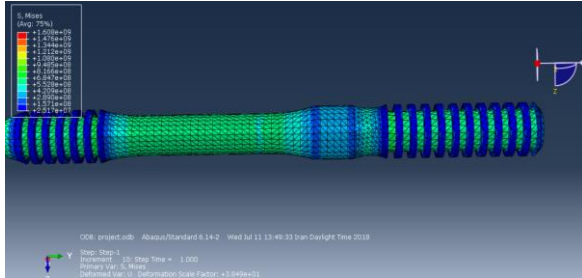 S, Mises
(Avg: 75%)
+1.608e+09
+1.476e+09
+1.344e+09
+1.212e+09
+1.080e+09
+9.485e+08
+8.166e+08
+6.847e+08
+5.528e+08
+4.209e+08
+2.890e+08
+1.571e+08
+2.517e+07
Z
ODB: project.odb Abaqus/Standard 6.14-2 Wed Jul 11 13:49:33 Iran Daylight Time 2018
Y
Step: Step-1
Increment 10: Step Time = 1.000
Primary Var: S, Mises
Deformed Var: U Deformation Scale Factor: +3.849e+01